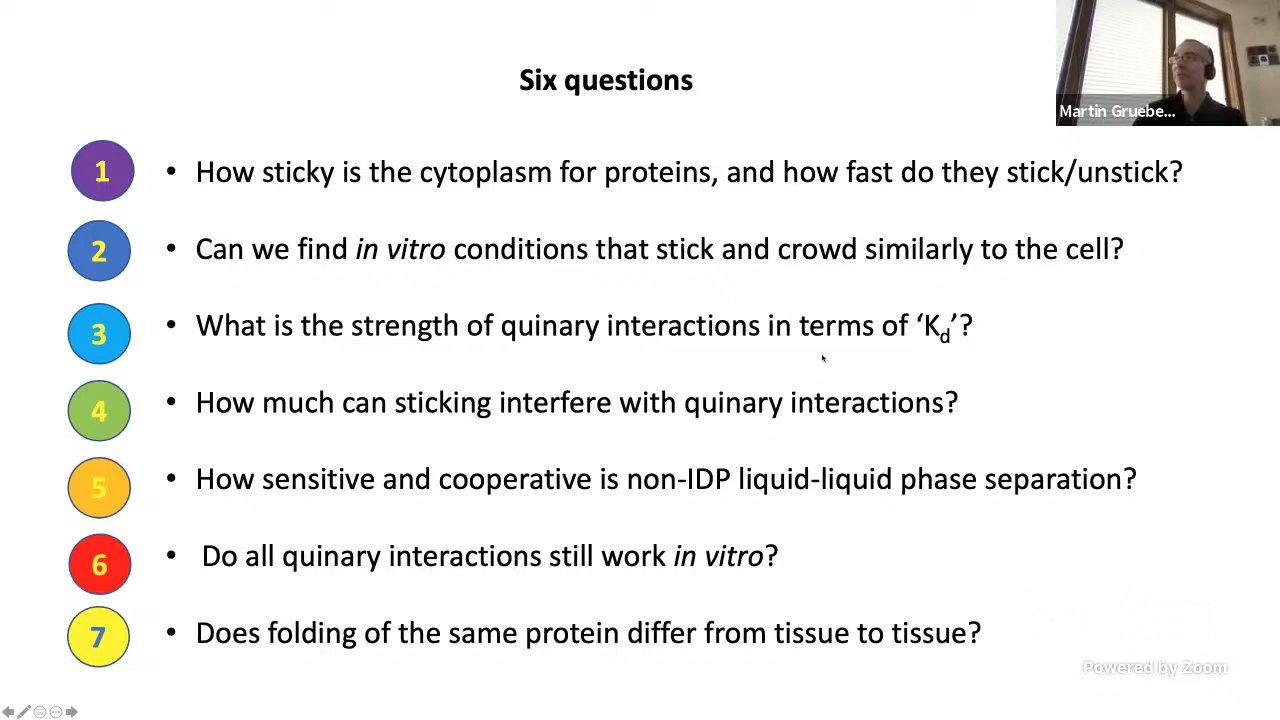 Six questions
Martin Gruebe...
1 • How sticky is the cytoplasm for proteins, and how fast do they stick/unstick?
2 • Can we find in vitro conditions that stick and crowd similarly to the cell?
3 • What is the strength of quinary interactions in terms of ‘Kd’?
4 • How much can sticking interfere with quinary interactions?
5 • How sensitive and cooperative is non-IDP liquid-liquid phase separation?
6 • Do all quinary interactions still work in vitro?
7 • Does folding of the same protein differ from tissue to tissue?
Powered by Zoom